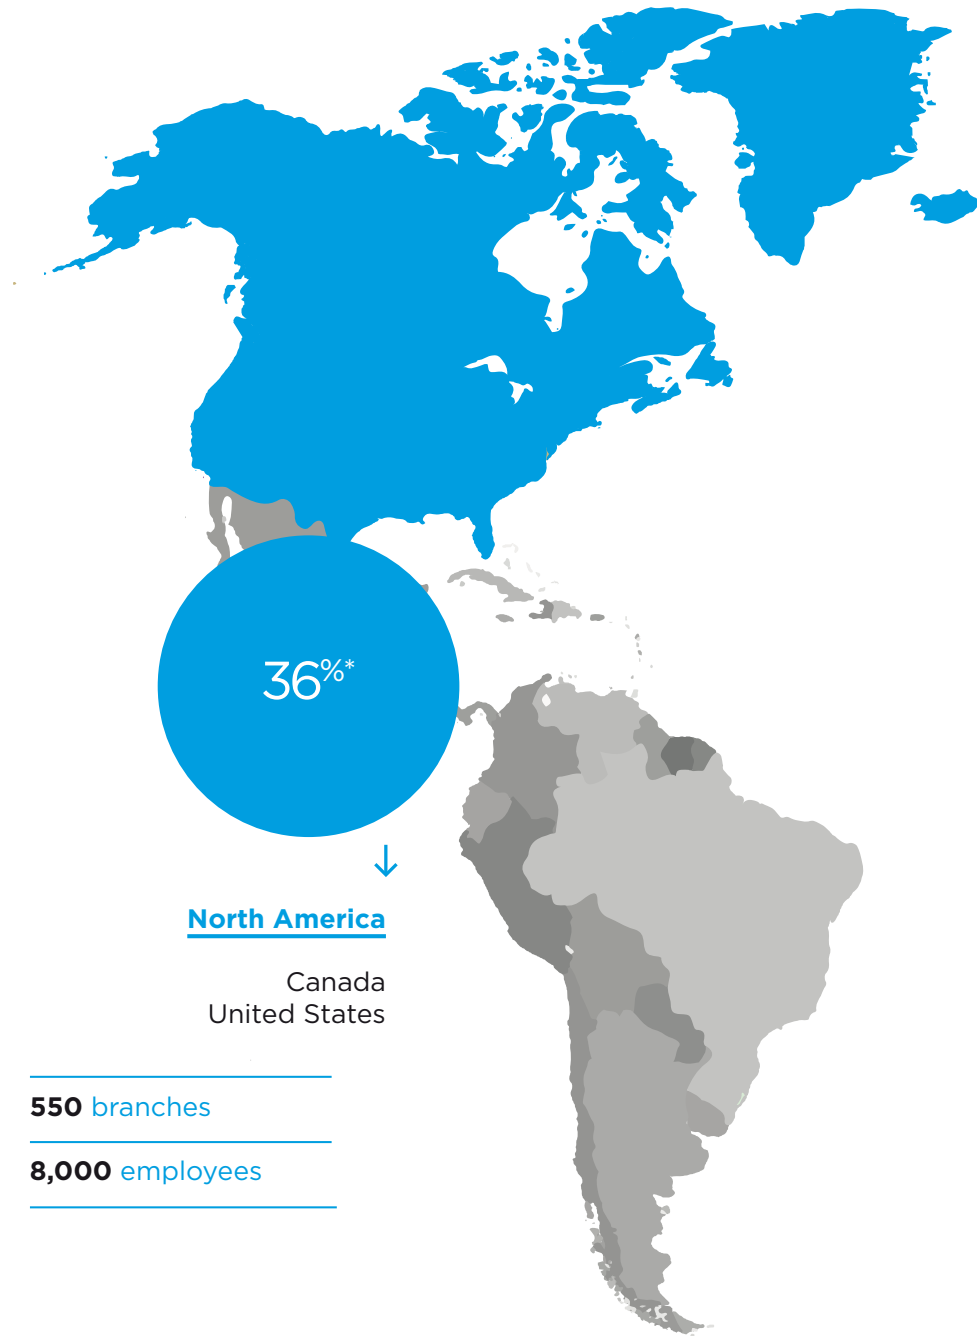 36%*
North America
Canada
United States
550 branches
8,000 employees